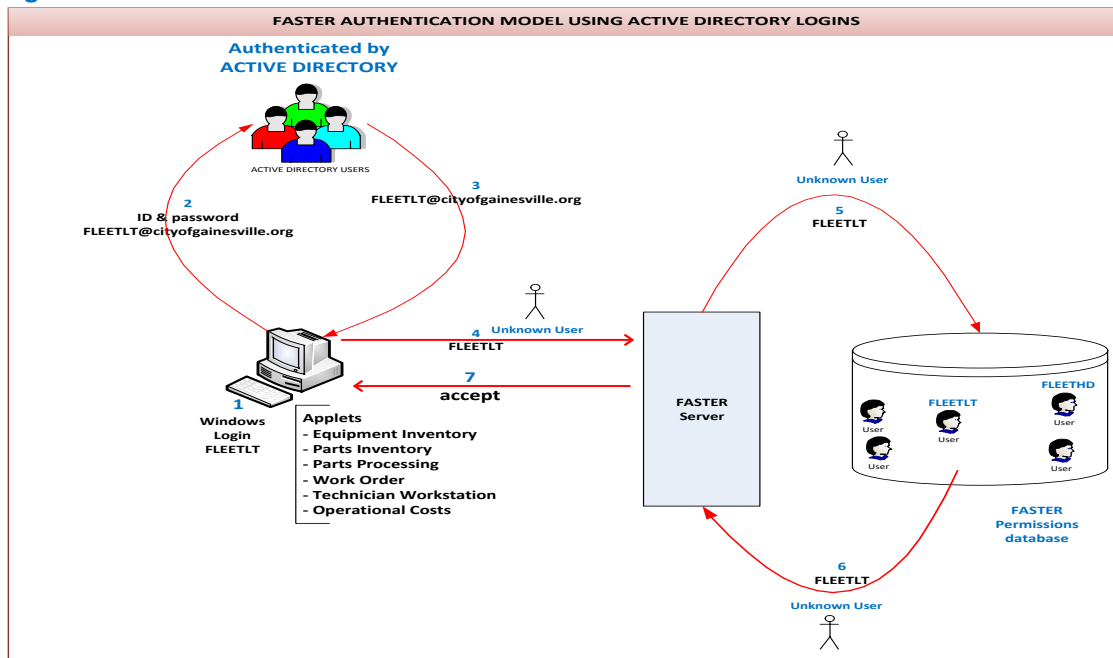 FASTER AUTHENTICATION MODEL USING ACTIVE DIRECTORY LOGINS
Authenticated by
ACTIVE DIRECTORY
ACTIVE DIRECTORY USERS
2
ID & password
FLEETLT@cityofgainesville.org
3
FLEETLT@cityofgainesville.org
Unknown User
5
FLEETLT
Unknown User
4
FLEETLT
7
accept
1
Windows
Login
FLEETLT
Applets
- Equipment Inventory
- Parts Inventory
- Parts Processing
- Work Order
- Technician Workstation
- Operational Costs
FASTER
Server
FLEETHD
User
FLEETLT
User
User
User
User
FASTER
Permissions
database
6
FLEETLT
Unknown User